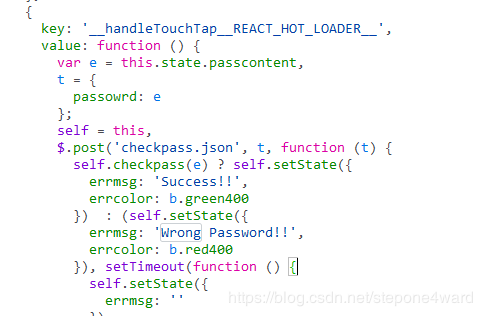 {
key: '__handleTouchTap__REACT_HOT_LOADER__',
value: function () {
var e = this.state.passcontent,
t = {
passowrd: e
};
self = this,
$.post('checkpass.json', t, function (t) {
self.checkpass(e) ? self.setState({
errmsg: 'Success!!',
errcolor: b.green400
}) : (self.setState({
errmsg: 'Wrong Password!!',
errcolor: b.red400
}), setTimeout(function () {
self.setState({
errmsg: ''
https://blog.csdn.net/stepone4ward